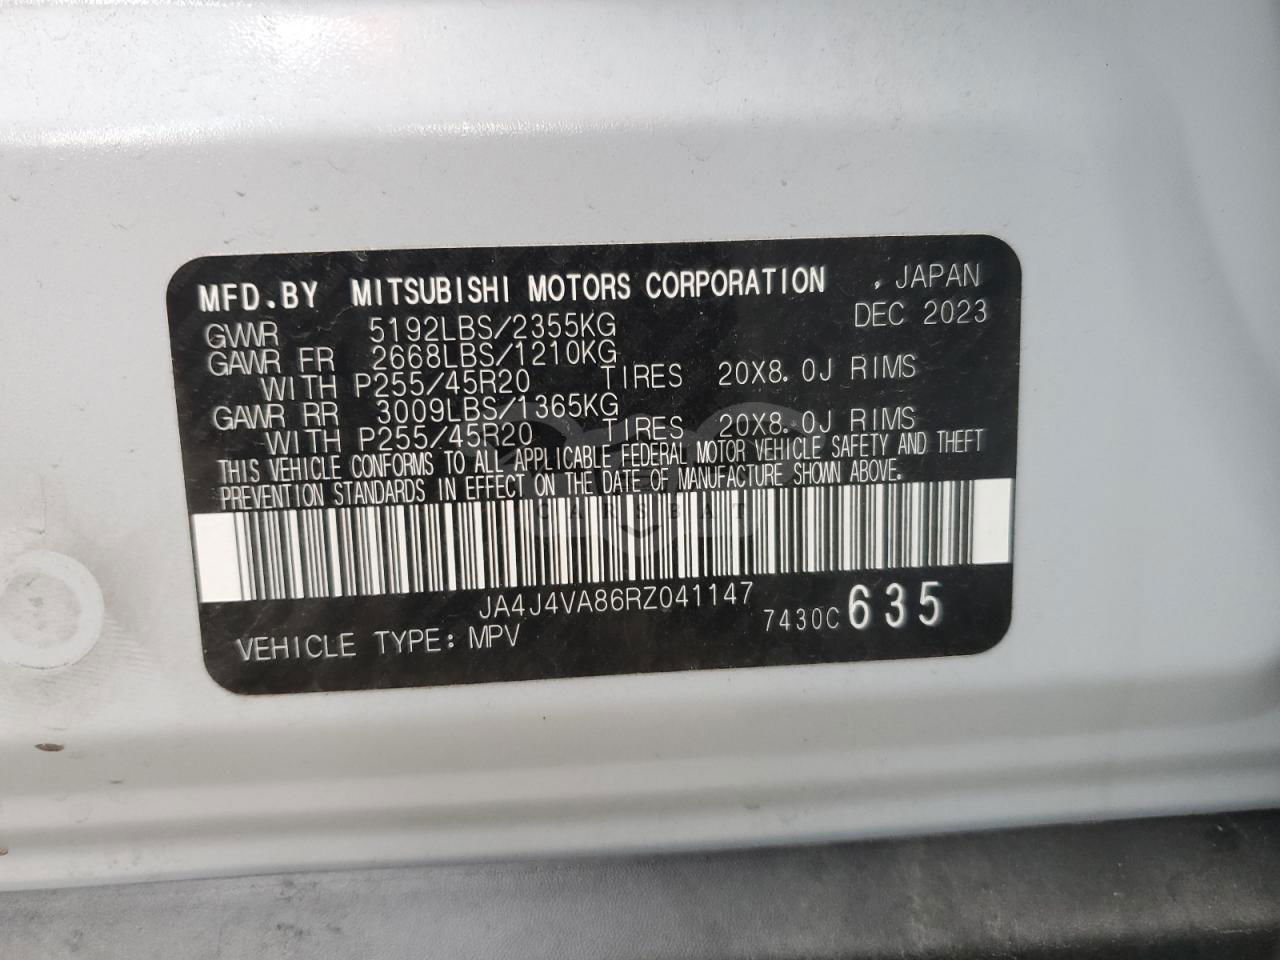 MFD.BY MITSUBISHI MOTORS CORPORATION , JAPAN
DEC 2023
GVWR 5192LBS/2355KG
GAWR FR 2668LBS/1210KG
WITH P255/45R20 TIRES 20X8.0J RIMS
GAWR RR 3009LBS/1365KG
WITH P255/45R20 TIRES 20X8.0J RIMS
THIS VEHICLE CONFORMS TO ALL APPLICABLE FEDERAL MOTOR VEHICLE SAFETY AND THEFT
PREVENTION STANDARDS IN EFFECT ON THE DATE OF MANUFACTURE SHOWN ABOVE.
CARSBAT
JA4J4VA86RZ041147
7430C 635
VEHICLE TYPE: MPV